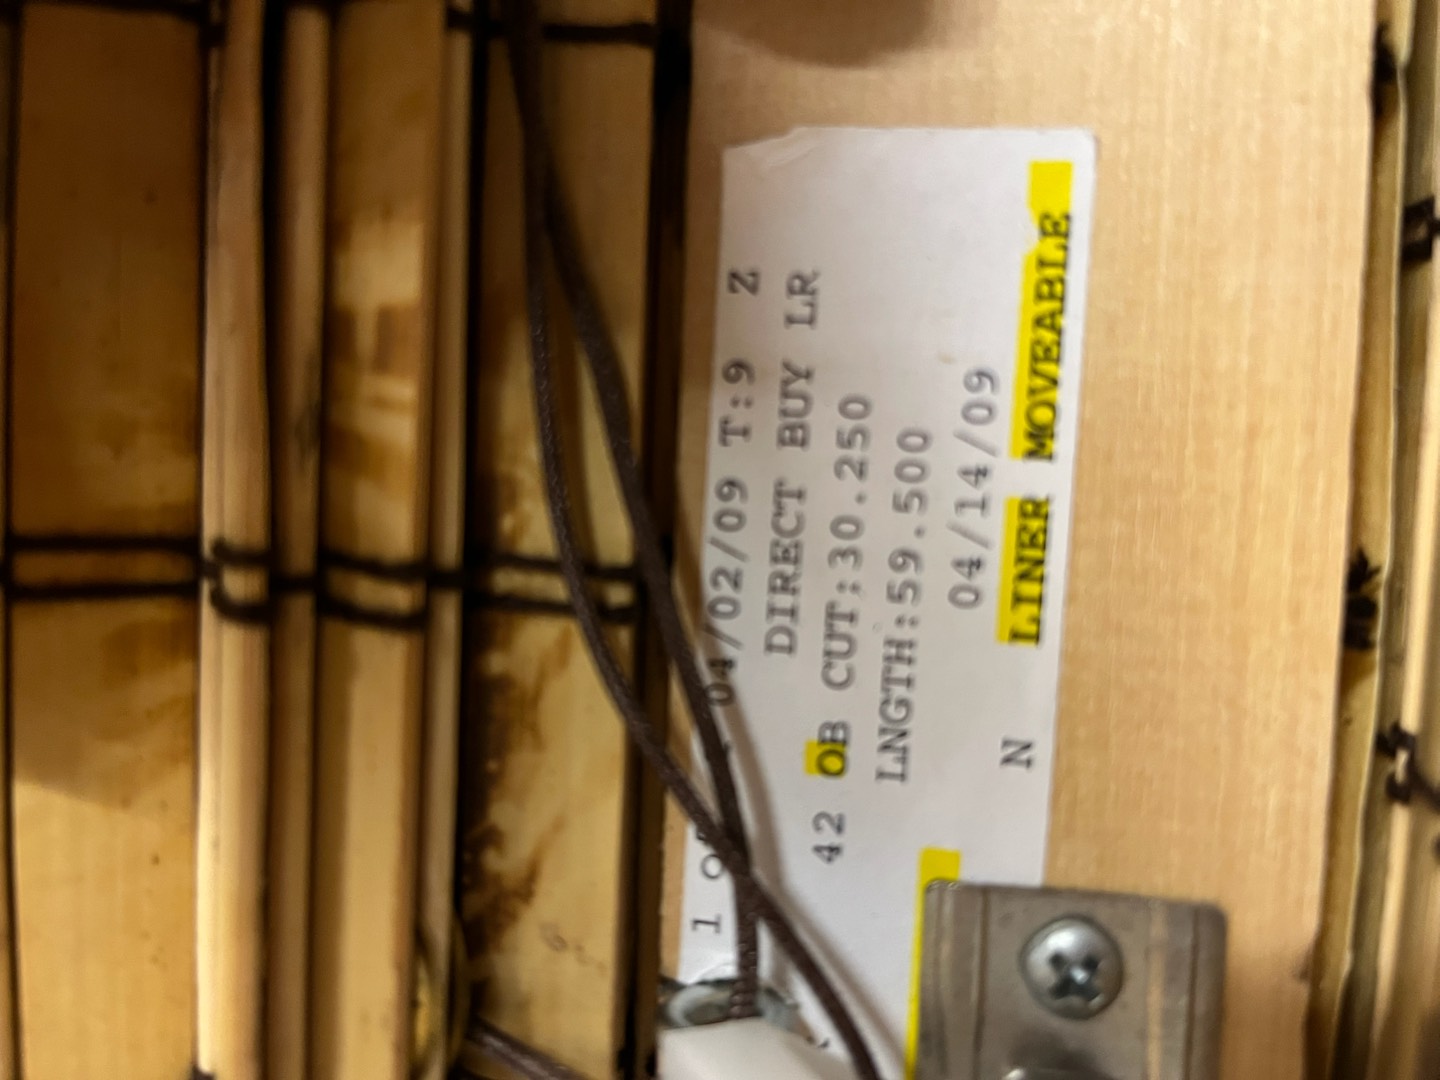 1 04/02/09 T:9 Z
DIRECT BUY LR
42 OB CUT:30.250
LNGTH:59.500
04/14/09
N LINER MOVEABLE